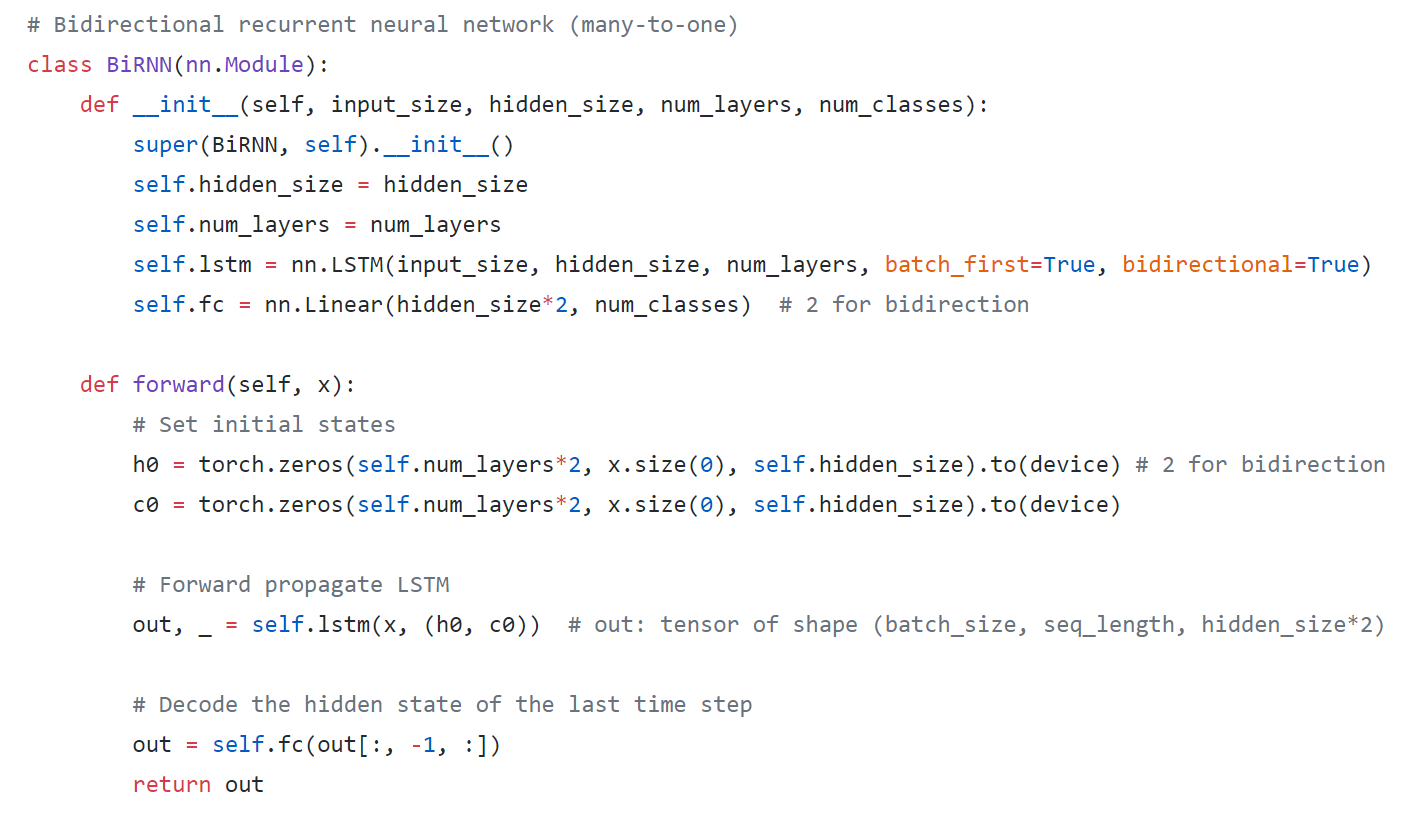 # Bidirectional recurrent neural network (many-to-one)
class BiRNN(nn.Module):
    def __init__(self, input_size, hidden_size, num_layers, num_classes):
        super(BiRNN, self).__init__()
        self.hidden_size = hidden_size
        self.num_layers = num_layers
        self.lstm = nn.LSTM(input_size, hidden_size, num_layers, batch_first=True, bidirectional=True)
        self.fc = nn.Linear(hidden_size*2, num_classes)  # 2 for bidirection

    def forward(self, x):
        # Set initial states
        h0 = torch.zeros(self.num_layers*2, x.size(0), self.hidden_size).to(device) # 2 for bidirection
        c0 = torch.zeros(self.num_layers*2, x.size(0), self.hidden_size).to(device)

        # Forward propagate LSTM
        out, _ = self.lstm(x, (h0, c0))  # out: tensor of shape (batch_size, seq_length, hidden_size*2)

        # Decode the hidden state of the last time step
        out = self.fc(out[:, -1, :])
        return out